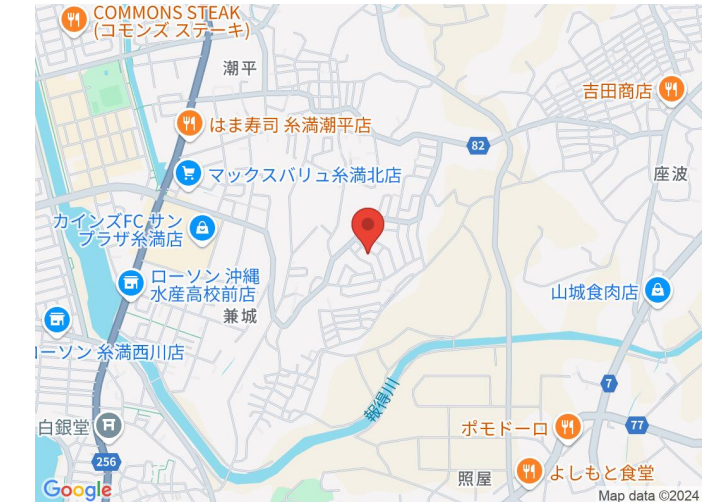 COMMONS STEAK
(コモンズ ステーキ)
潮平
吉田商店
はま寿司 糸満潮平店
82
マックスバリュ糸満北店
座波
カインズFC サン
プラザ糸満店
ローソン 沖縄
水産高校前店
山城食肉店
兼城
ローソン 糸満西川店
報得川
7
白銀堂
ポモドーロ
77
256
照屋
よしもと食堂
Google
Map data ©2024